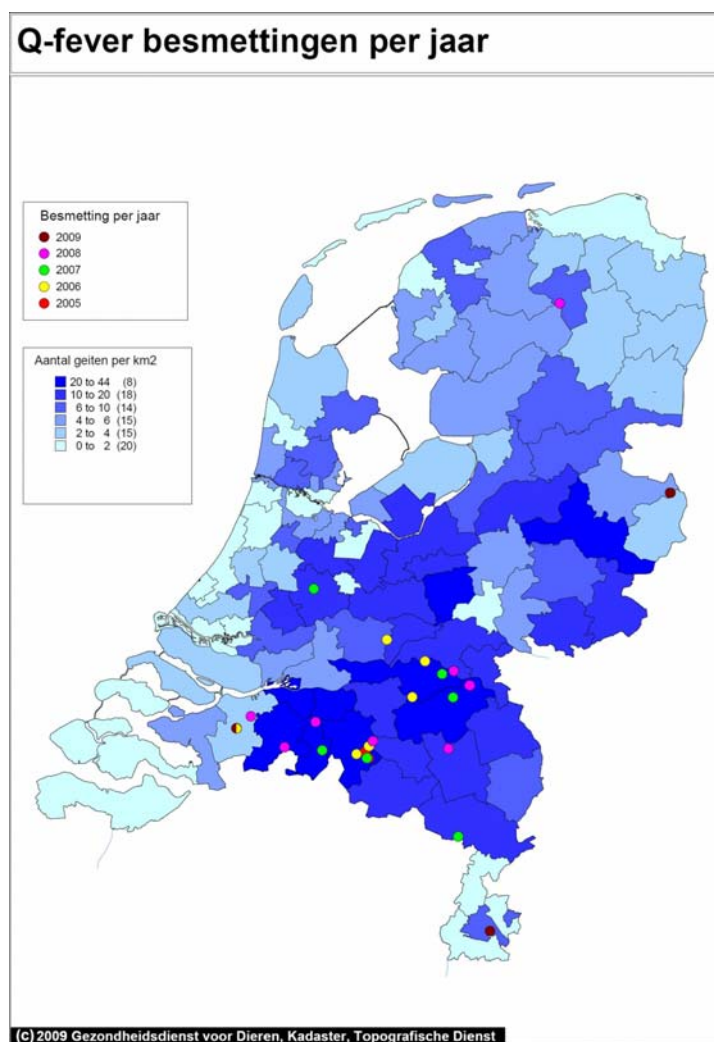 Q-fever besmettingen per jaar
Besmetting per jaar
2009
2008
2007
2006
2005
Aantal geiten per km2
20 to 44 (8)
10 to 20 (18)
6 to 10 (14)
4 to 6 (15)
2 to 4 (15)
0 to 2 (20)
(c) 2009 Gezondheidsdienst voor Dieren, Kadaster, Topografische Dienst